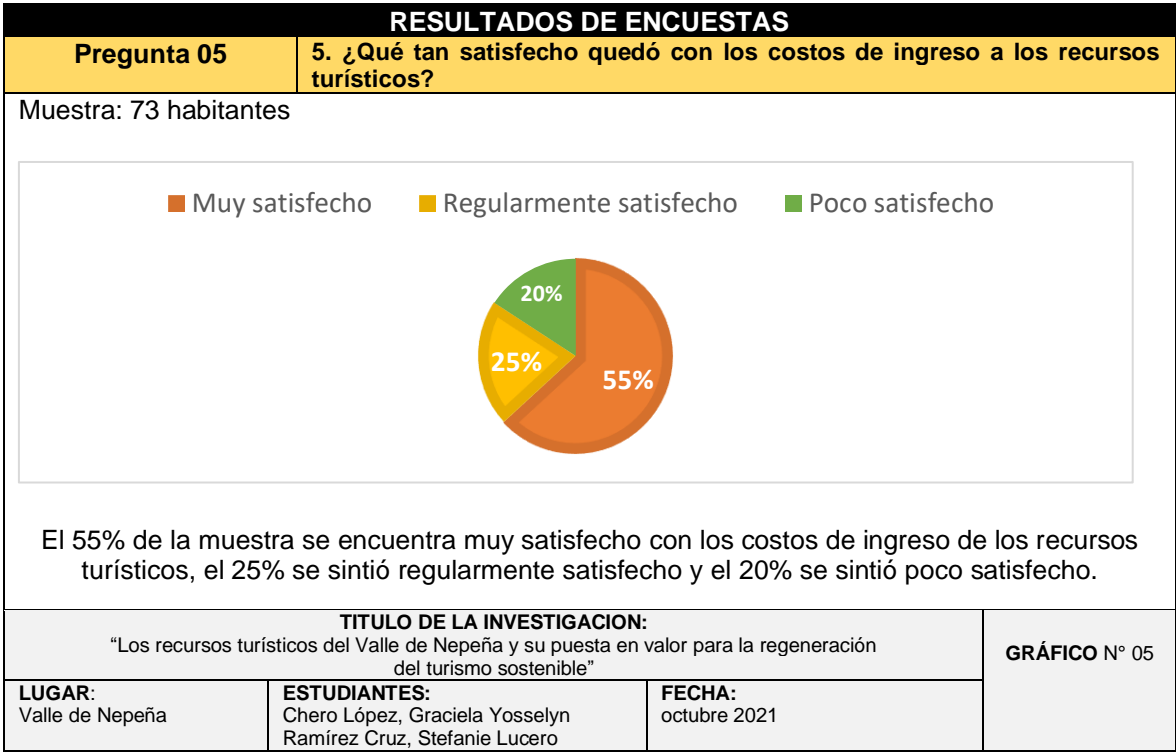 RESULTADOS DE ENCUESTAS
Pregunta 05
5. ¿Qué tan satisfecho quedó con los costos de ingreso a los recursos
turísticos?
Muestra: 73 habitantes
Muy satisfecho
Regularmente satisfecho
Poco satisfecho
20%
25%
55%
El 55% de la muestra se encuentra muy satisfecho con los costos de ingreso de los recursos
turísticos, el 25% se sintió regularmente satisfecho y el 20% se sintió poco satisfecho.
TITULO DE LA INVESTIGACION:
“Los recursos turísticos del Valle de Nepeña y su puesta en valor para la regeneración
del turismo sostenible”
GRÁFICO N° 05
LUGAR:
Valle de Nepeña
ESTUDIANTES:
Chero López, Graciela Yosselyn
Ramírez Cruz, Stefanie Lucero
FECHA:
octubre 2021